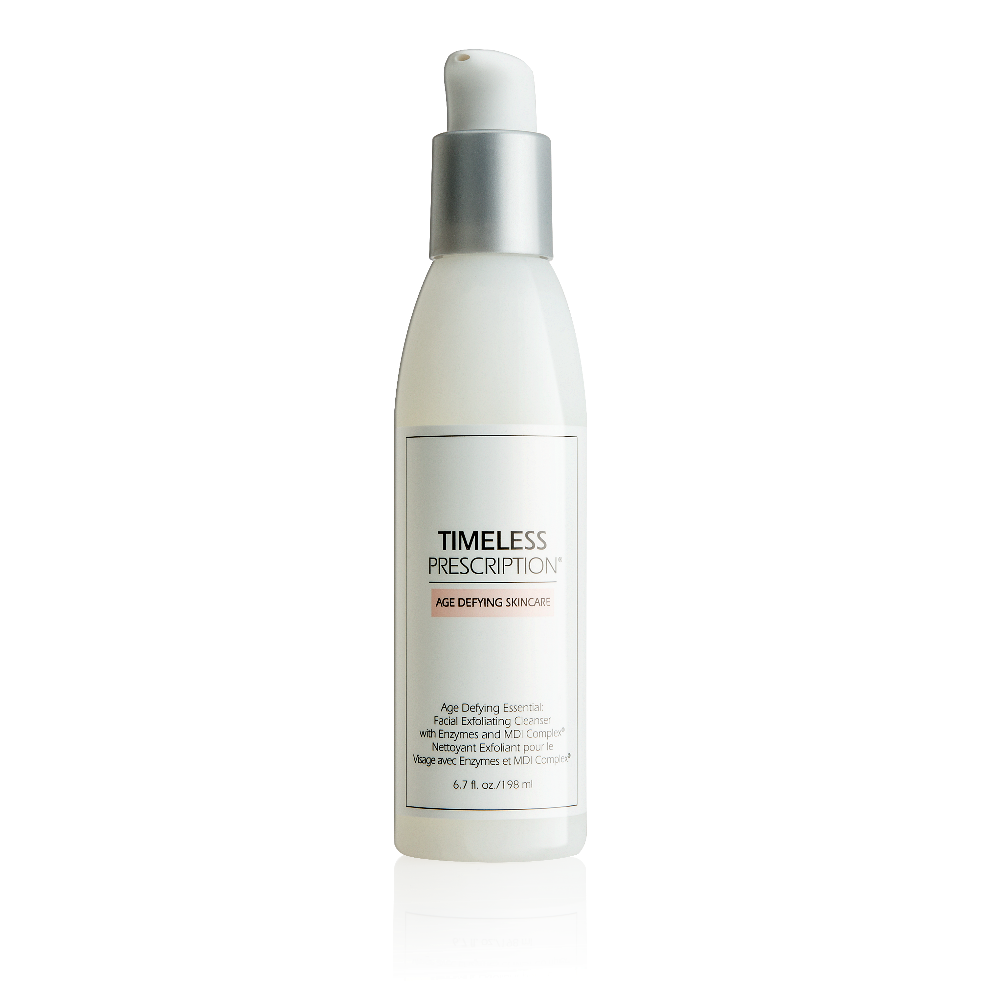 TIMELESS
PRESCRIPTION®
AGE DEFYING SKINCARE
Age Defying Essential:
Facial Exfoliating Cleanser
with Enzymes and MDI Complex®
Nettoyant Exfoliant pour le
Visage avec Enzymes et MDI Complex®
6.7 fl. oz./198 ml